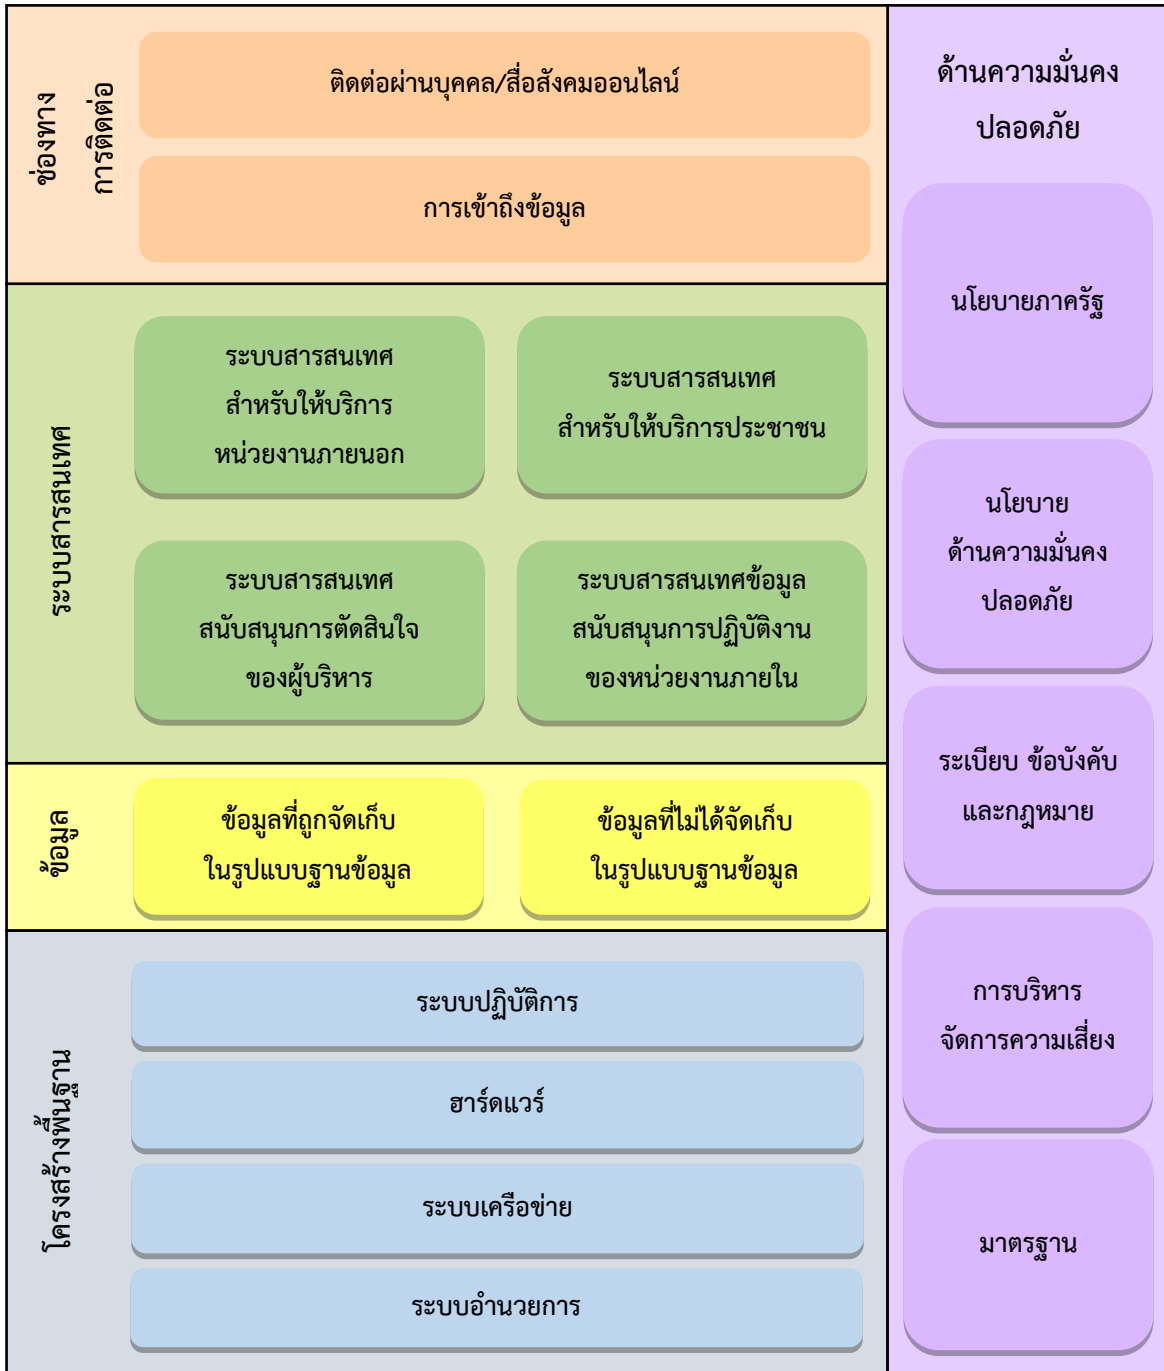 ช่องทาง
การติดต่อ
ติดต่อผ่านบุคคล/สื่อสังคมออนไลน์
การเข้าถึงข้อมูล
ระบบสารสนเทศ
ระบบสารสนเทศ
สำหรับให้บริการ
หน่วยงานภายนอก
ระบบสารสนเทศ
สำหรับให้บริการประชาชน
ระบบสารสนเทศ
สนับสนุนการตัดสินใจ
ของผู้บริหาร
ระบบสารสนเทศข้อมูล
สนับสนุนการปฏิบัติงาน
ของหน่วยงานภายใน
ข้อมูล
ข้อมูลที่ถูกจัดเก็บ
ในรูปแบบฐานข้อมูล
ข้อมูลที่ไม่ได้จัดเก็บ
ในรูปแบบฐานข้อมูล
โครงสร้างพื้นฐาน
ระบบปฏิบัติการ
ฮาร์ดแวร์
ระบบเครือข่าย
ระบบอำนวยการ
ด้านความมั่นคง
ปลอดภัย
นโยบายภาครัฐ
นโยบาย
ด้านความมั่นคง
ปลอดภัย
ระเบียบ ข้อบังคับ
และกฎหมาย
การบริหาร
จัดการความเสี่ยง
มาตรฐาน